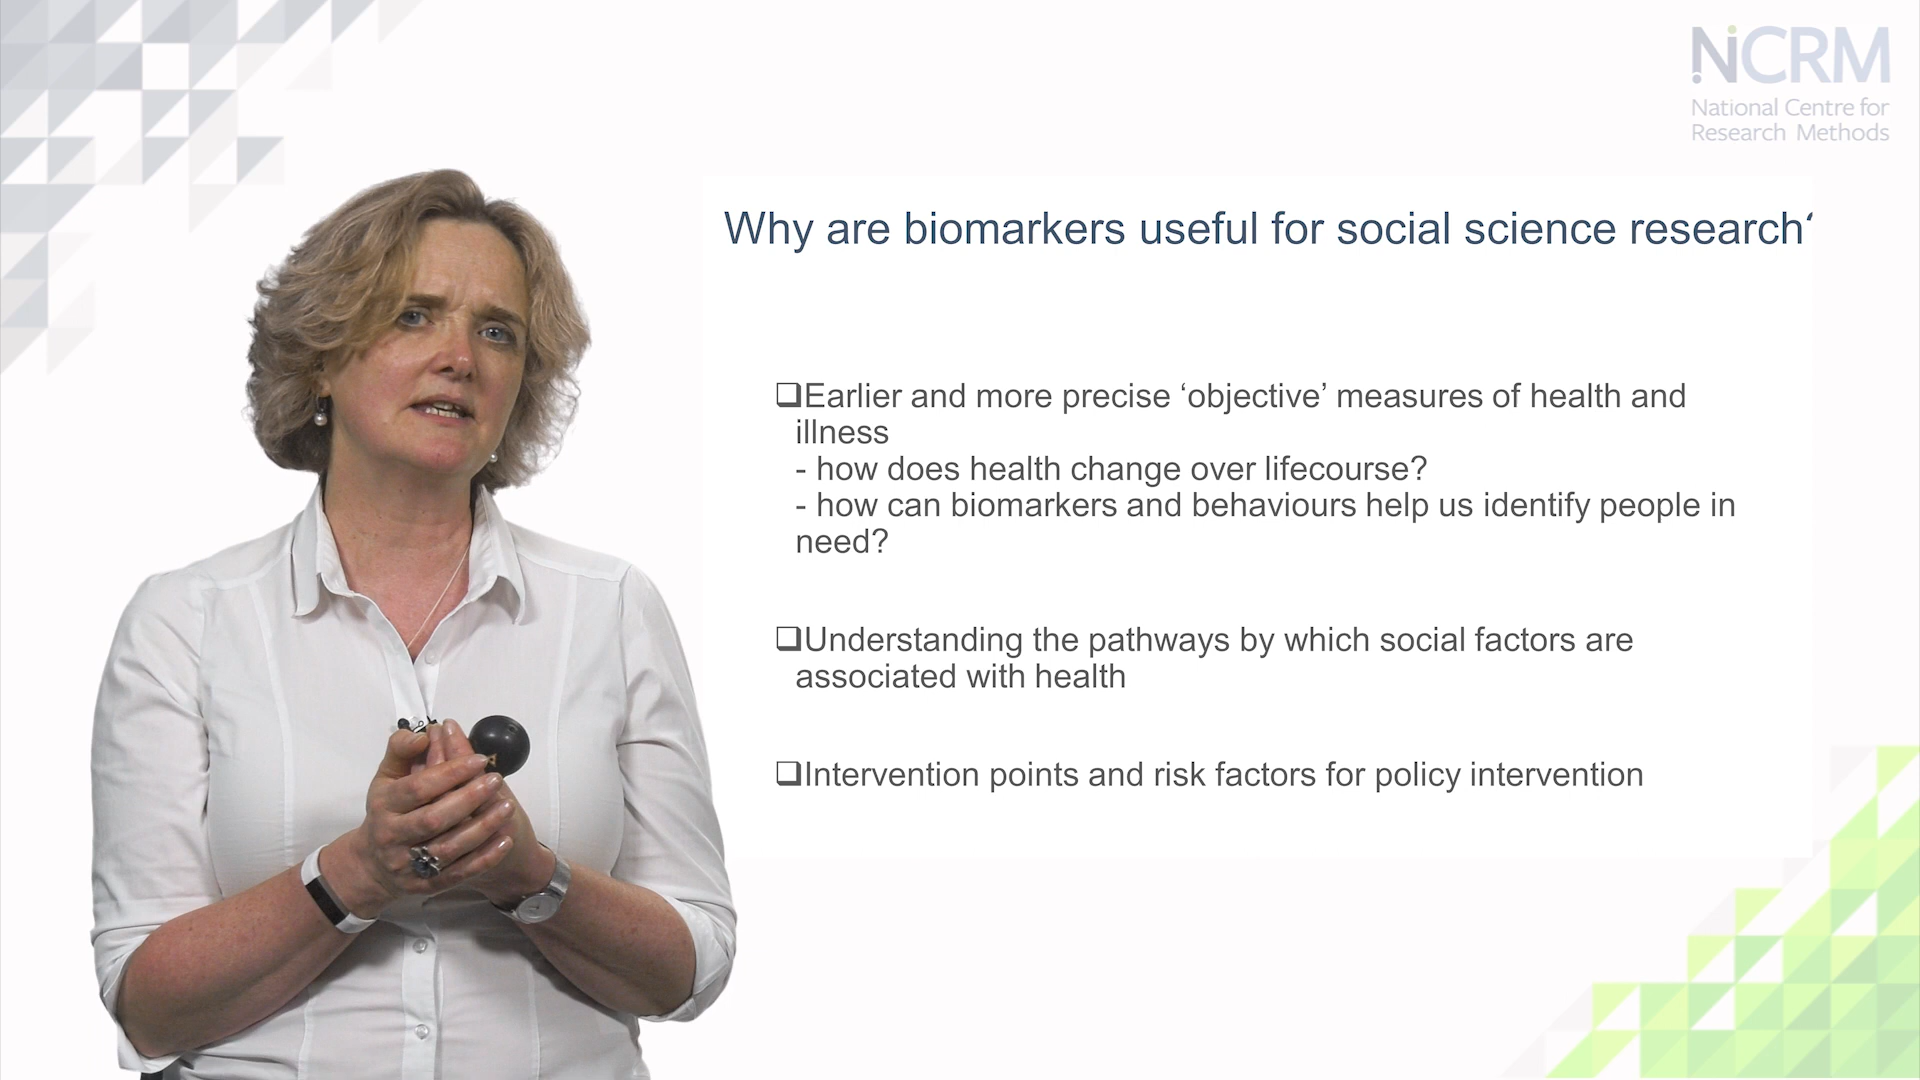 NCRM
National Centre for
Research Methods
Why are biomarkers useful for social science research
❑Earlier and more precise ‘objective’ measures of health and
illness
- how does health change over lifecourse?
- how can biomarkers and behaviours help us identify people in
need?
❑Understanding the pathways by which social factors are
associated with health
❑Intervention points and risk factors for policy intervention